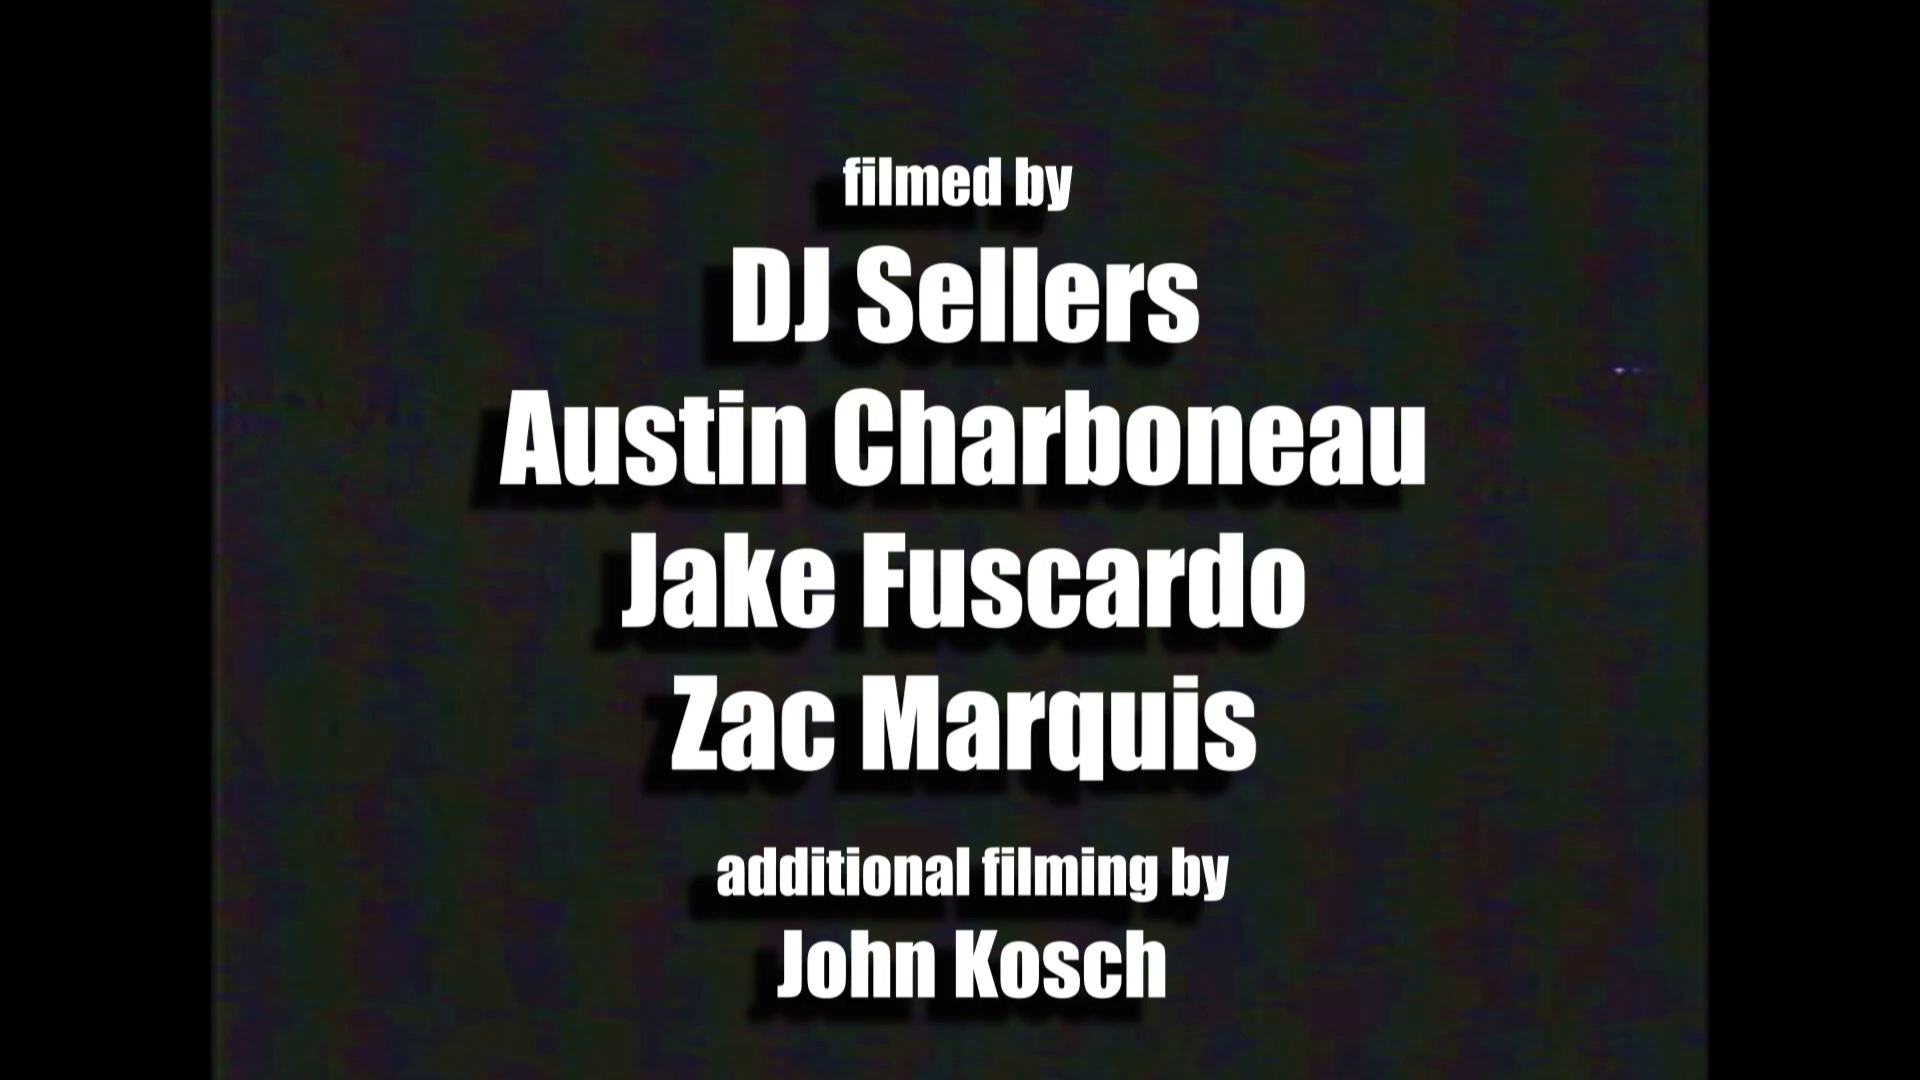 filmed by
DJ Sellers
Austin Charboneau
Jake Fuscardo
Zac Marquis
additional filming by
John Kosch